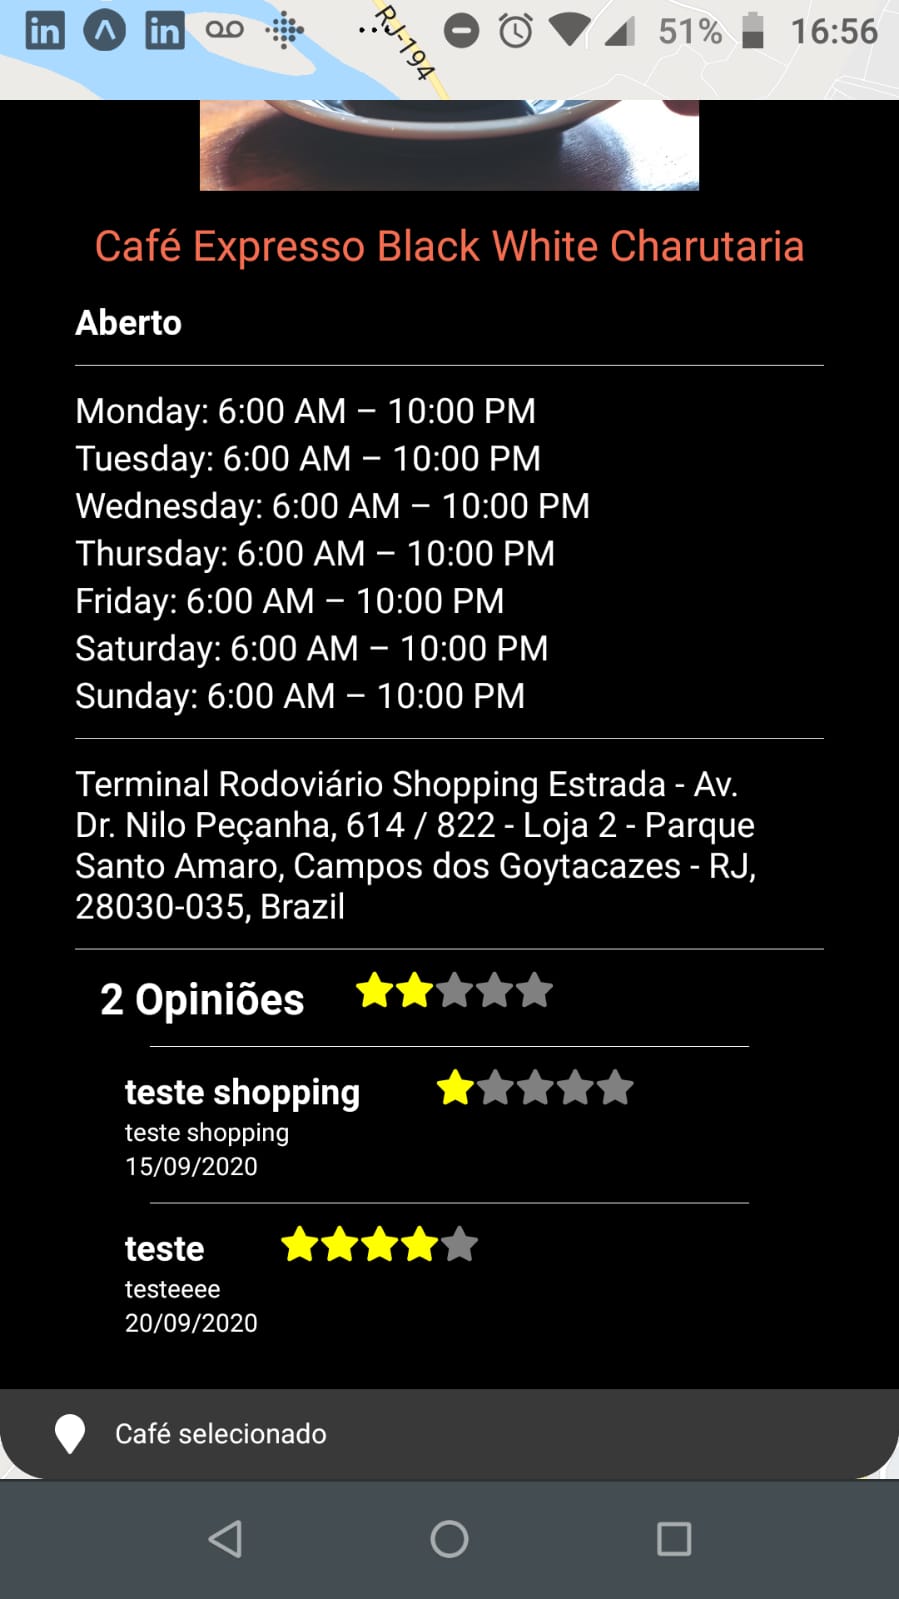 RJ-194
51%
16:56
Café Expresso Black White Charutaria
Aberto
Monday: 6:00 AM – 10:00 PM
Tuesday: 6:00 AM – 10:00 PM
Wednesday: 6:00 AM – 10:00 PM
Thursday: 6:00 AM – 10:00 PM
Friday: 6:00 AM – 10:00 PM
Saturday: 6:00 AM – 10:00 PM
Sunday: 6:00 AM – 10:00 PM
Terminal Rodoviário Shopping Estrada - Av.
Dr. Nilo Peçanha, 614 / 822 - Loja 2 - Parque
Santo Amaro, Campos dos Goytacazes - RJ,
28030-035, Brazil
2 Opiniões
teste shopping
teste shopping
15/09/2020
teste
testeeee
20/09/2020
Café selecionado